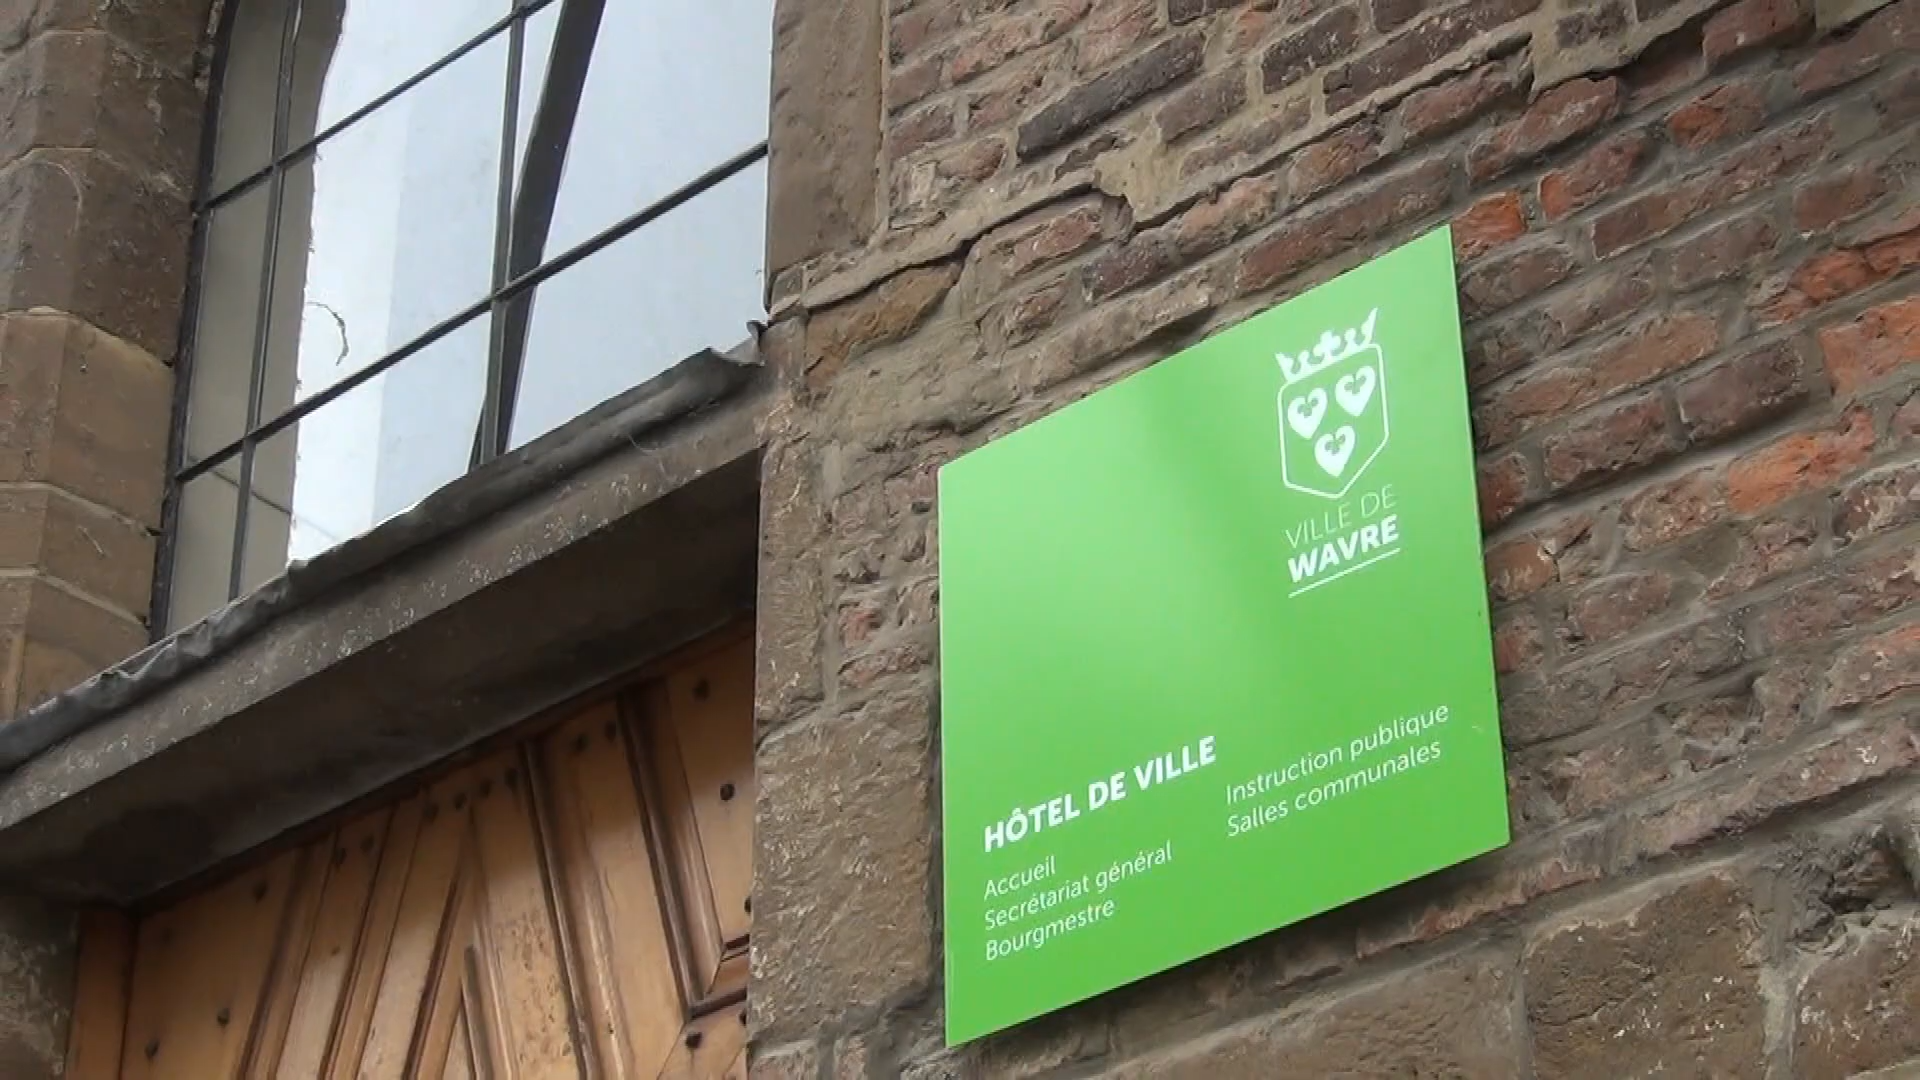 VILLE DE
WAVRE
HÔTEL DE VILLE
Accueil
Secrétariat général
Bourgmestre
Instruction publique
Salles communales